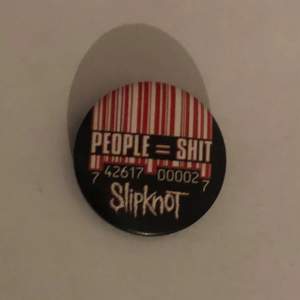 PEOPLE = SHIT
7 42617 00002 7
Slipknot